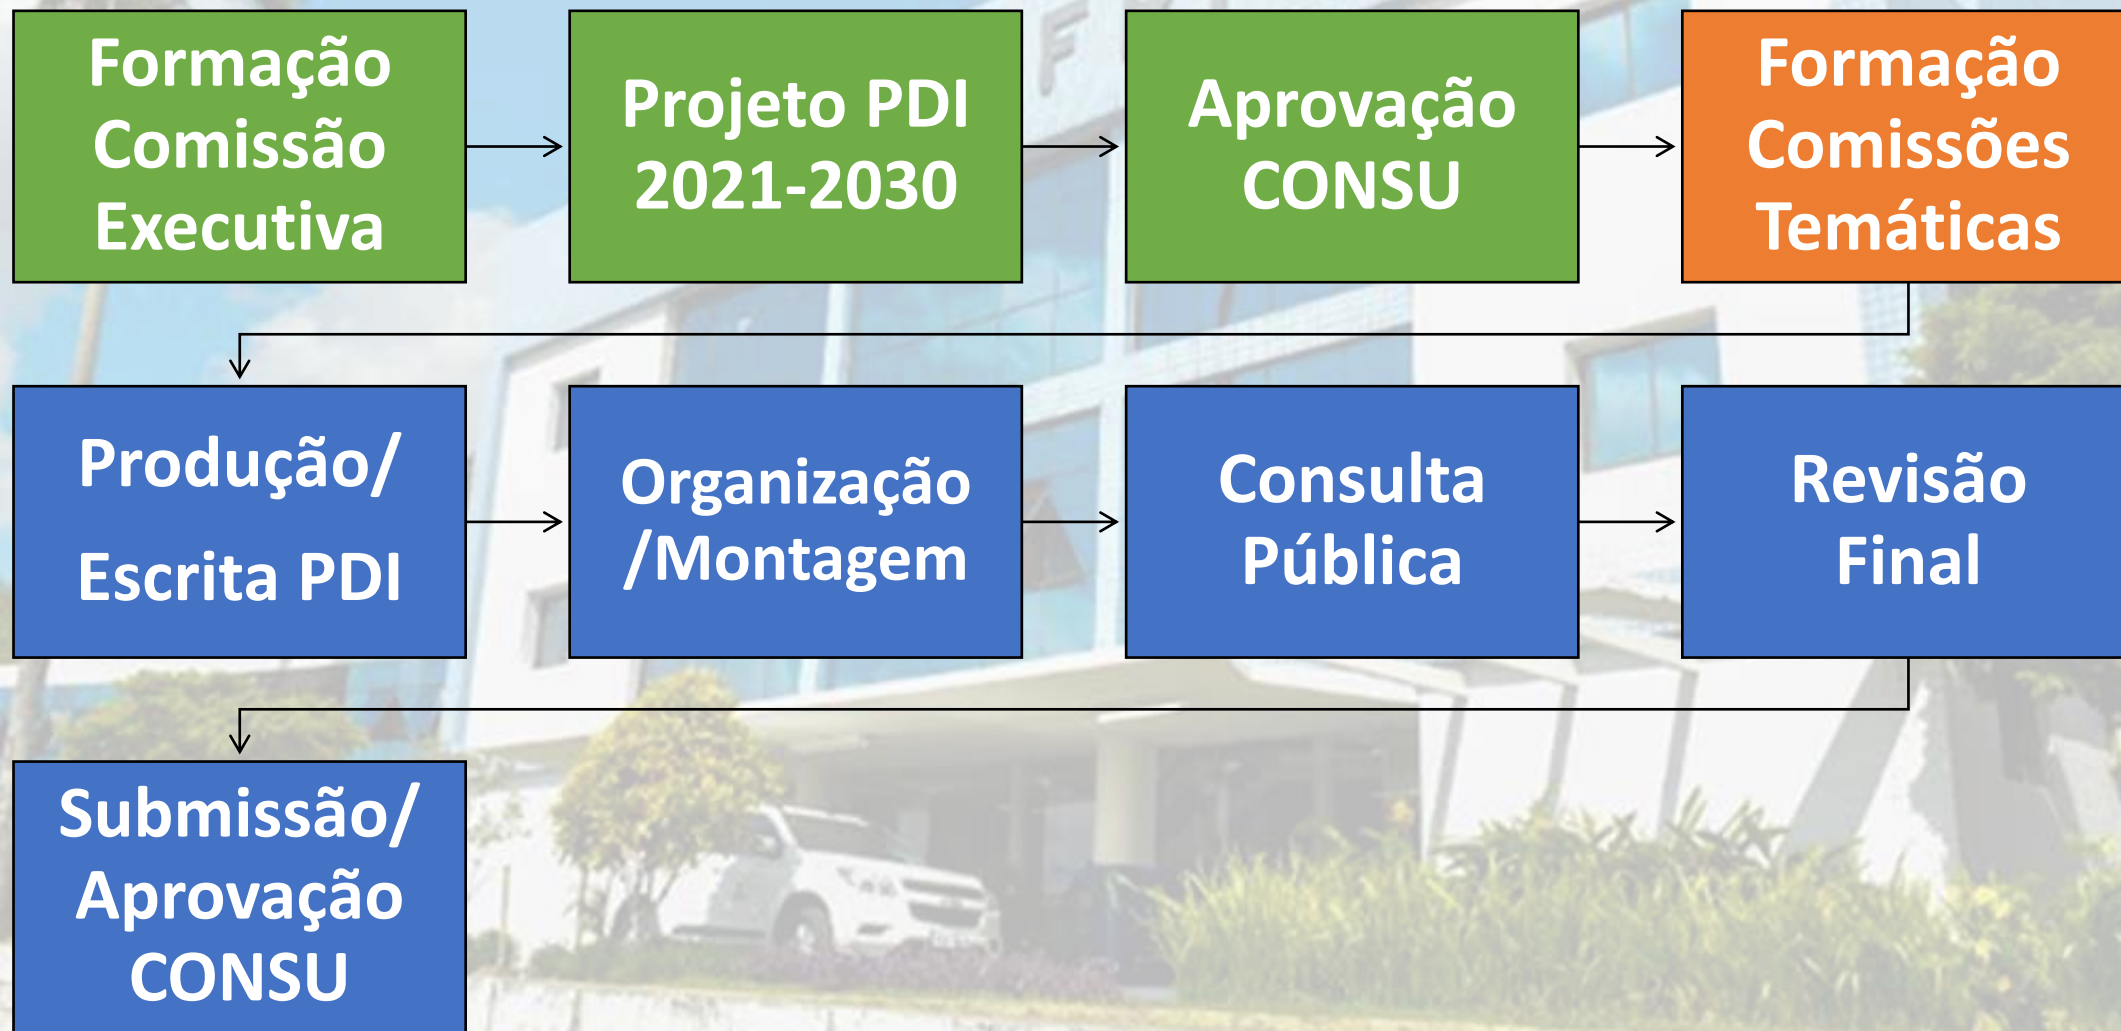 Formação
Comissão
Executiva
Projeto PDI
2021-2030
Aprovação
CONSU
Formação
Comissões
Temáticas
Produção/
Escrita PDI
Organização
/Montagem
Consulta
Pública
Revisão
Final
Submissão/
Aprovação
CONSU